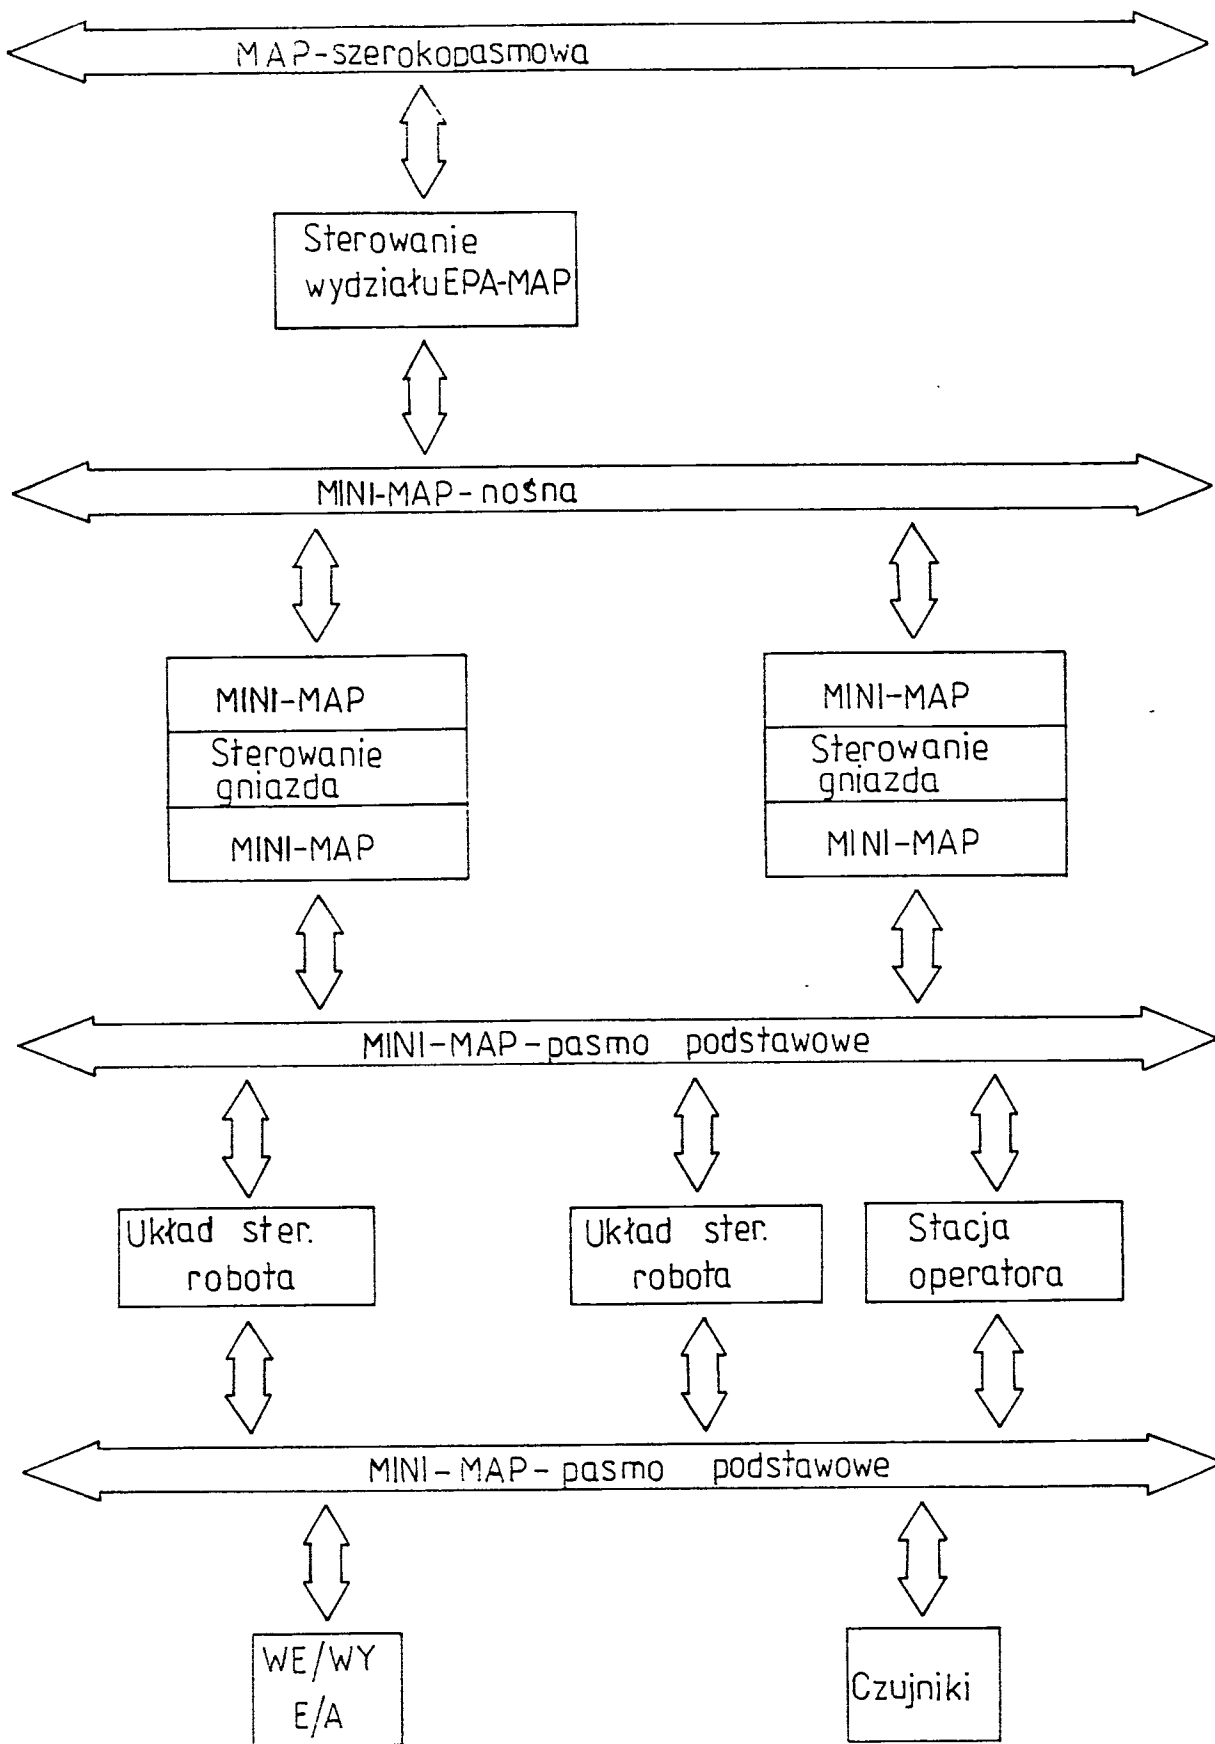 MAP-szerokopasmowa
Sterowanie
wydziału EPA-MAP
MINI-MAP-nośna
MINI-MAP
Sterowanie
gniazda
MINI-MAP
MINI-MAP
Sterowanie
gniazda
MINI-MAP
MINI-MAP-pasmo podstawowe
Układ ster.
robota
Układ ster.
robota
Stacja
operatora
MINI-MAP-pasmo podstawowe
WE/WY
E/A
Czujniki